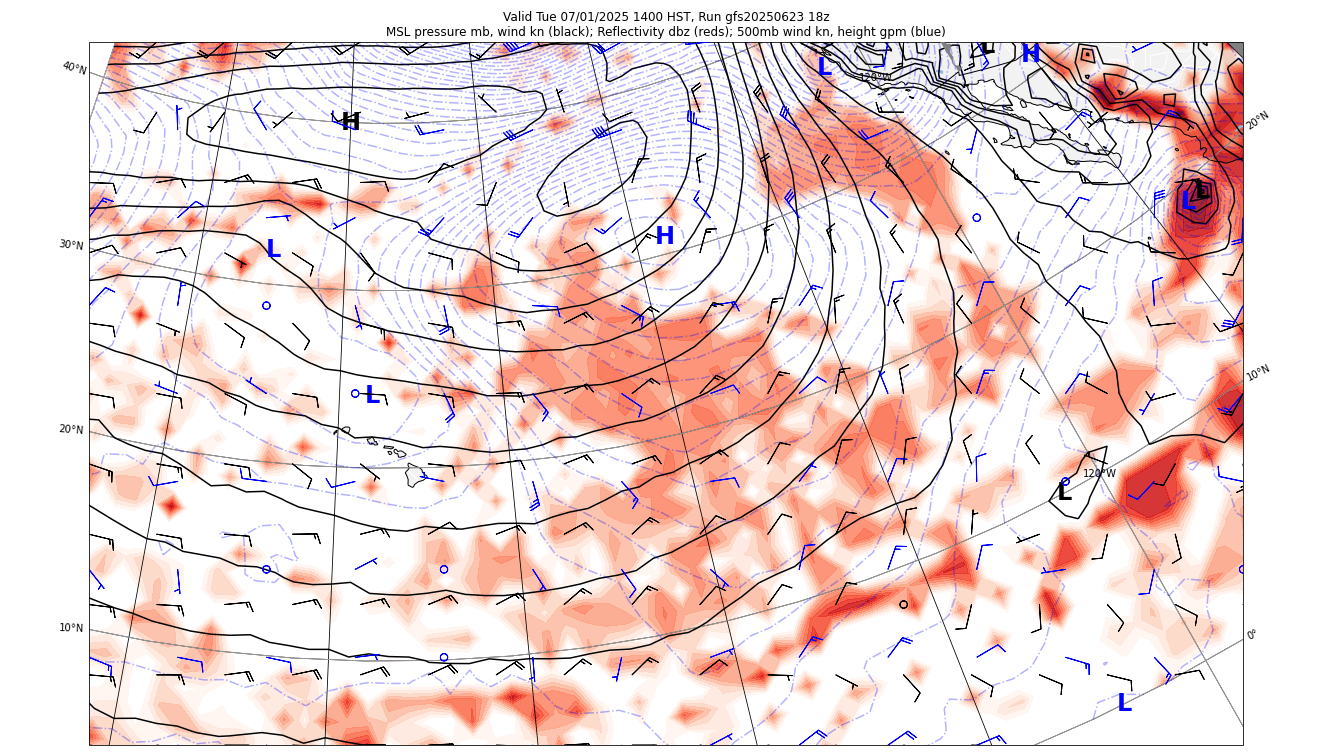 Valid Tue 07/01/2025 1400 HST, Run gfs20250623 18z
MSL pressure mb, wind kn (black); Reflectivity dbz (reds); 500mb wind kn, height gpm (blue)
L
H
40°N
L
120°W
H
20°N
L
L
30°N
L
H
10°N
L
20°N
120°W
L
10°N
0°
L